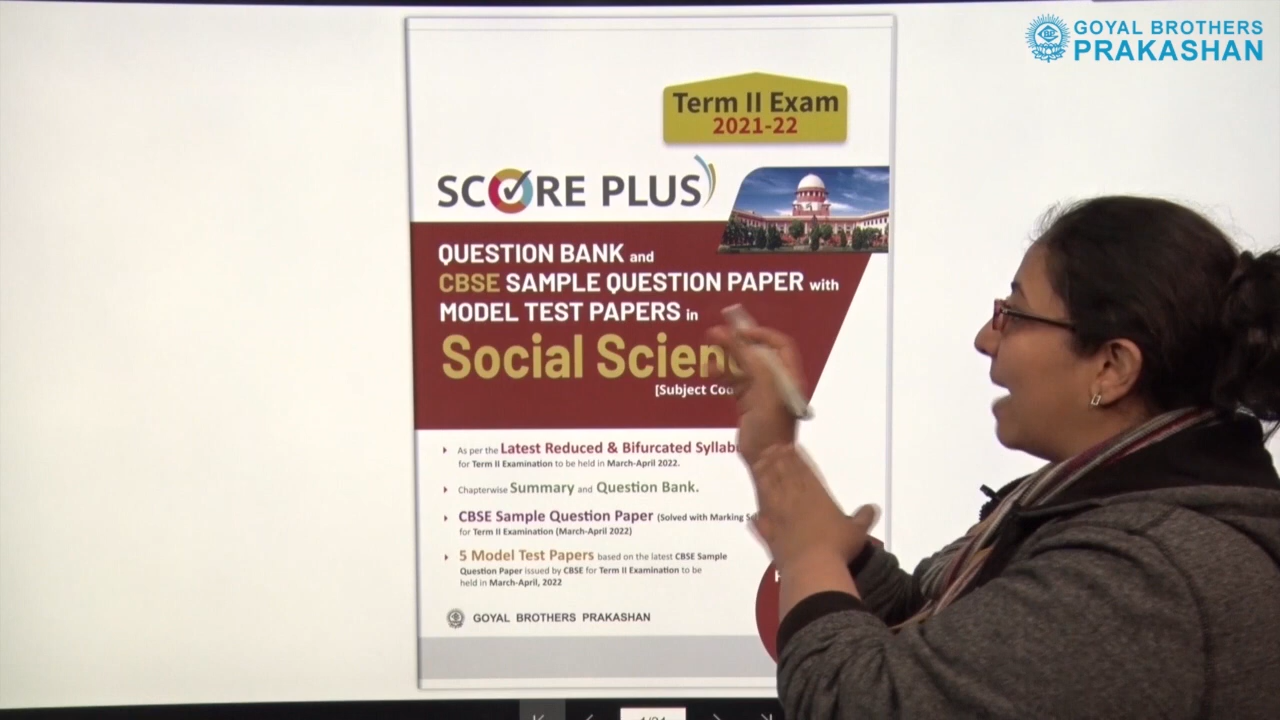 GOYAL BROTHERS
PRAKASHAN
Term II Exam
2021-22
SCORE PLUS
QUESTION BANK and
CBSE SAMPLE QUESTION PAPER with
MODEL TEST PAPERS in
Social Scien
[Subject Co
As per the Latest Reduced & Bifurcated Syllab
for Term II Examination to be held in March-April 2022.
Chapterwise Summary and Question Bank.
CBSE Sample Question Paper (Solved with Marking S
for Term II Examination (March-April 2022)
5 Model Test Papers based on the latest CBSE Sample
Question Paper issued by CBSE for Term II Examination to be
held in March-April, 2022
GOYAL BROTHERS PRAKASHAN